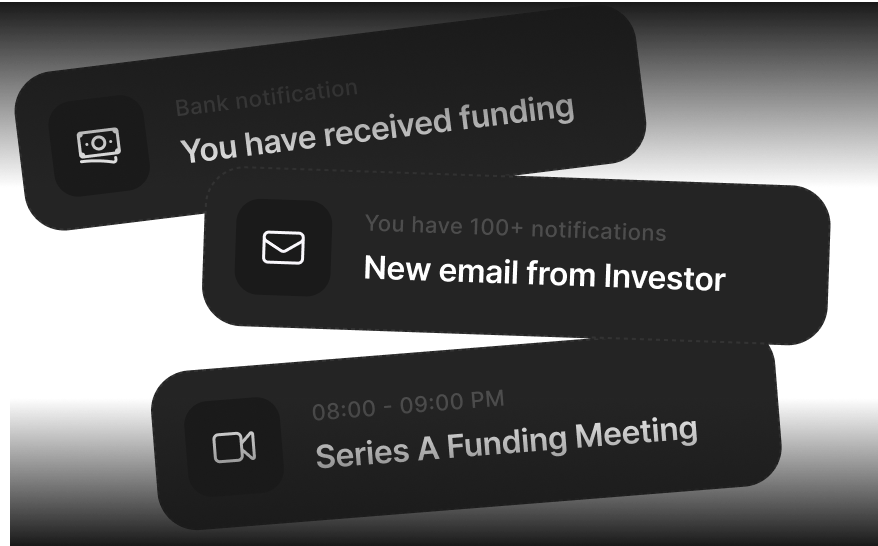 Bank notification
You have received funding
You have 100+ notifications
New email from Investor
08:00 - 09:00 PM
Series A Funding Meeting